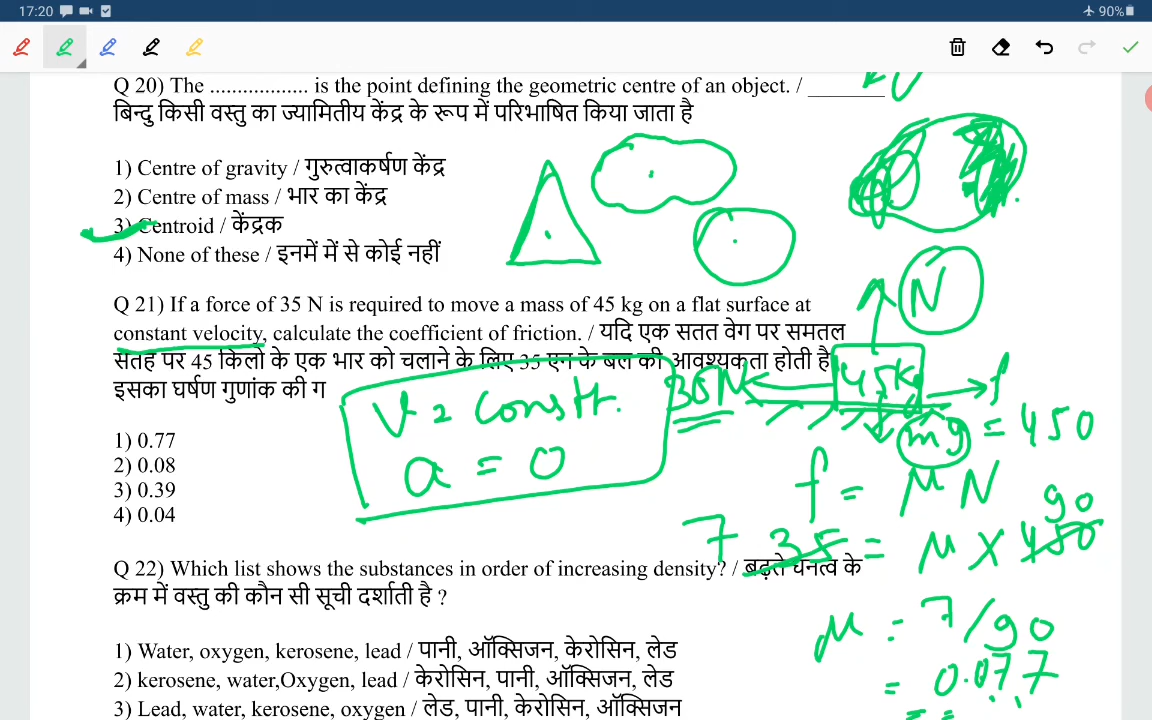 17:20
90%
Q 20) The .................. is the point defining the geometric centre of an object. / _______
बिन्दु किसी वस्तु का ज्यामितीय केंद्र के रूप में परिभाषित किया जाता है
1) Centre of gravity / गुरुत्वाकर्षण केंद्र
2) Centre of mass / भार का केंद्र
3) Centroid / केंद्रक
4) None of these / इनमें में से कोई नहीं
N
Q 21) If a force of 35 N is required to move a mass of 45 kg on a flat surface at
constant velocity, calculate the coefficient of friction. / यदि एक सतत वेग पर समतल
सतह पर 45 किलो के एक भार को चलाने के लिए 35 एन के बल की आवश्यकता होती है
इसका घर्षण गुणांक की ग
35N 45kg f
V = constt.
mg = 450
a = 0
f = μN
1) 0.77
2) 0.08
3) 0.39
4) 0.04
90
7 35 = μ X 450
Q 22) Which list shows the substances in order of increasing density? / बढ़ते घनत्व के
क्रम में वस्तु की कौन सी सूची दर्शाती है ?
μ = 7/90
= 0.077
1) Water, oxygen, kerosene, lead / पानी, ऑक्सिजन, केरोसिन, लेड
2) kerosene, water,Oxygen, lead / केरोसिन, पानी, ऑक्सिजन, लेड
3) Lead, water, kerosene, oxygen / लेड, पानी, केरोसिन, ऑक्सिजन